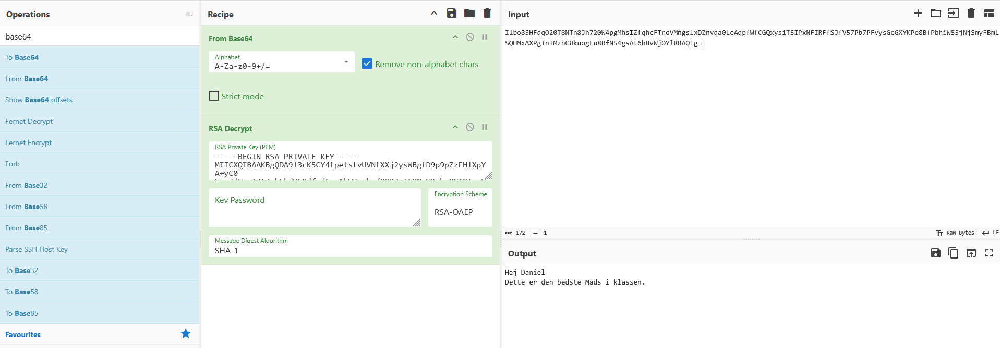 Operations
463
base64
To Base64
From Base64
Show Base64 offsets
Fernet Decrypt
Fernet Encrypt
Fork
From Base32
From Base58
From Base85
Parse SSH Host Key
To Base32
To Base58
To Base85
Favourites
Recipe
From Base64
Alphabet
A-Za-z0-9+/=
Remove non-alphabet chars
Strict mode
RSA Decrypt
RSA Private Key (PEM)
-----BEGIN RSA PRIVATE KEY-----
MIICXQIBAAKBgQDA9l3cK5CY4tpetstvUVNtXXj2ysWBgfD9p9pZzFHlXpY
A+yC0
Key Password
Encryption Scheme
RSA-OAEP
Message Digest Algorithm
SHA-1
Input
Ilbo85HFdqO20T8NTn8Jh720W4pgMhsIZfqhcFTnoVMngslxDZnvda0LeAqpfWfCGQxysiT5IPxNFIRFfSJfV57Pb7PFvysGeGXYKPe8BfPbhiW55jNjSmyFBmL
SQHMxAXPgTnIMzhC0kuogFu8RfN54gsAt6h8vWjOYlRBAQLg=
REC 172 1
Raw Bytes LF
Output
Hej Daniel
Dette er den bedste Mads i klassen.